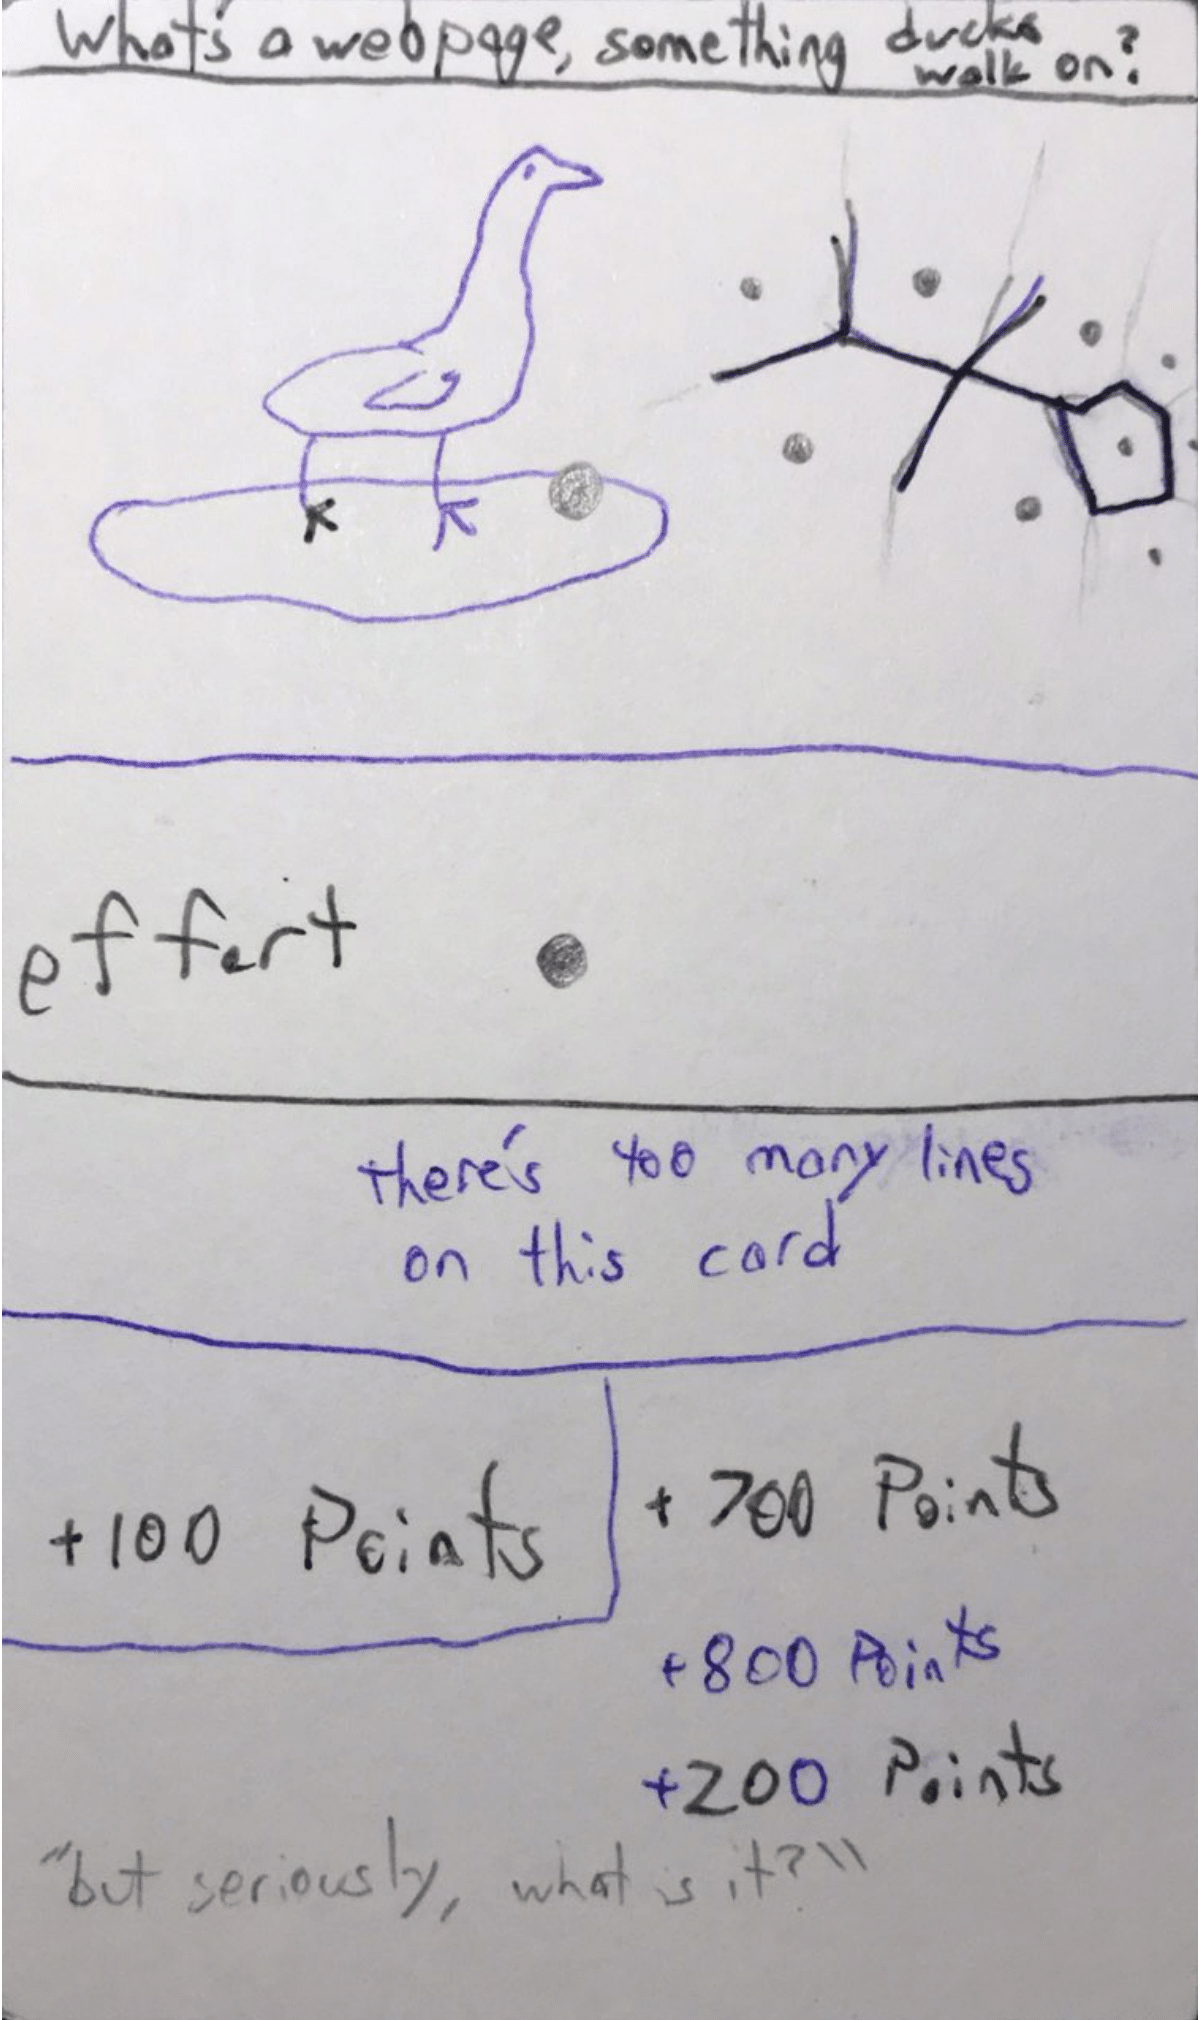 What's a webpage, something ducks
walk on?
effort
there's too many lines
on this card
+100 Points
+700 Points
+800 Points
+200 Points
"but seriously, what is it?"